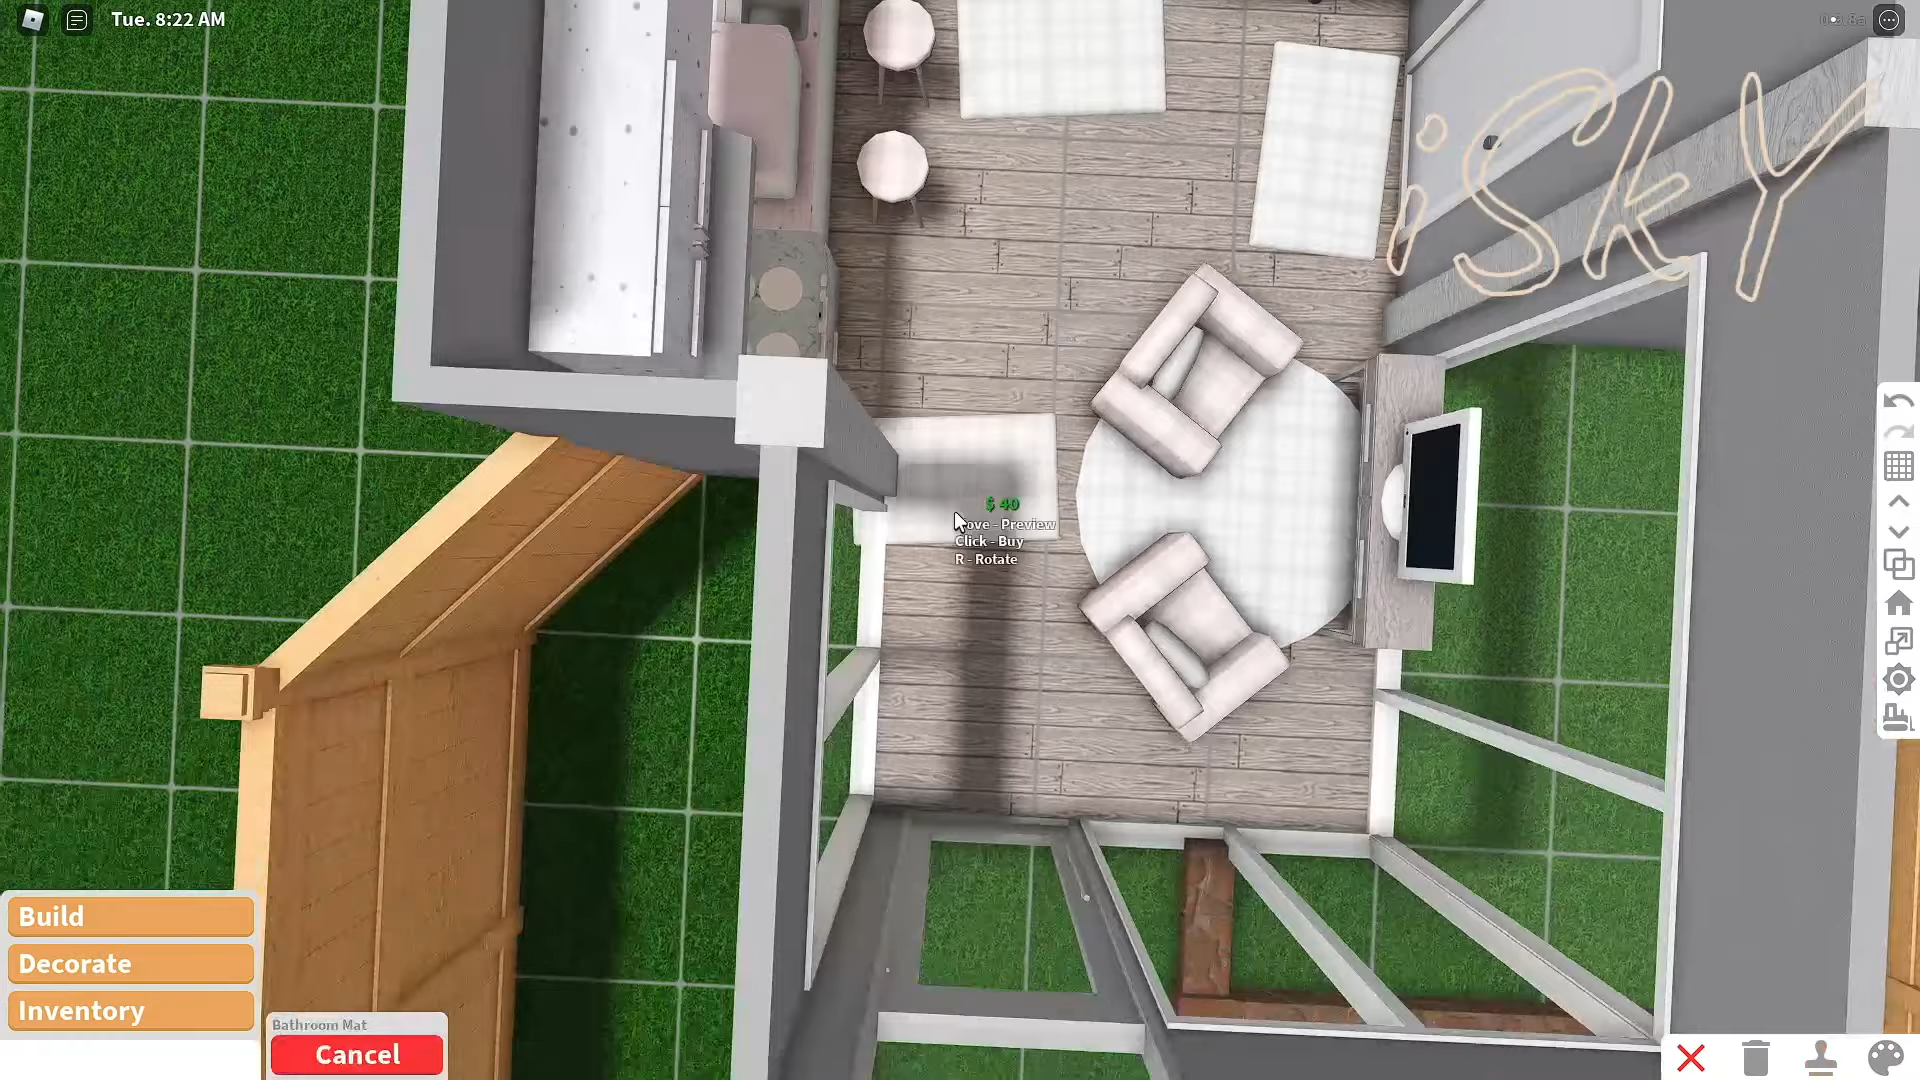 Tue. 8:22 AM
iSkY
$ 40
ove - Preview
Click - Buy
R - Rotate
Build
Decorate
Inventory
Bathroom Mat
Cancel